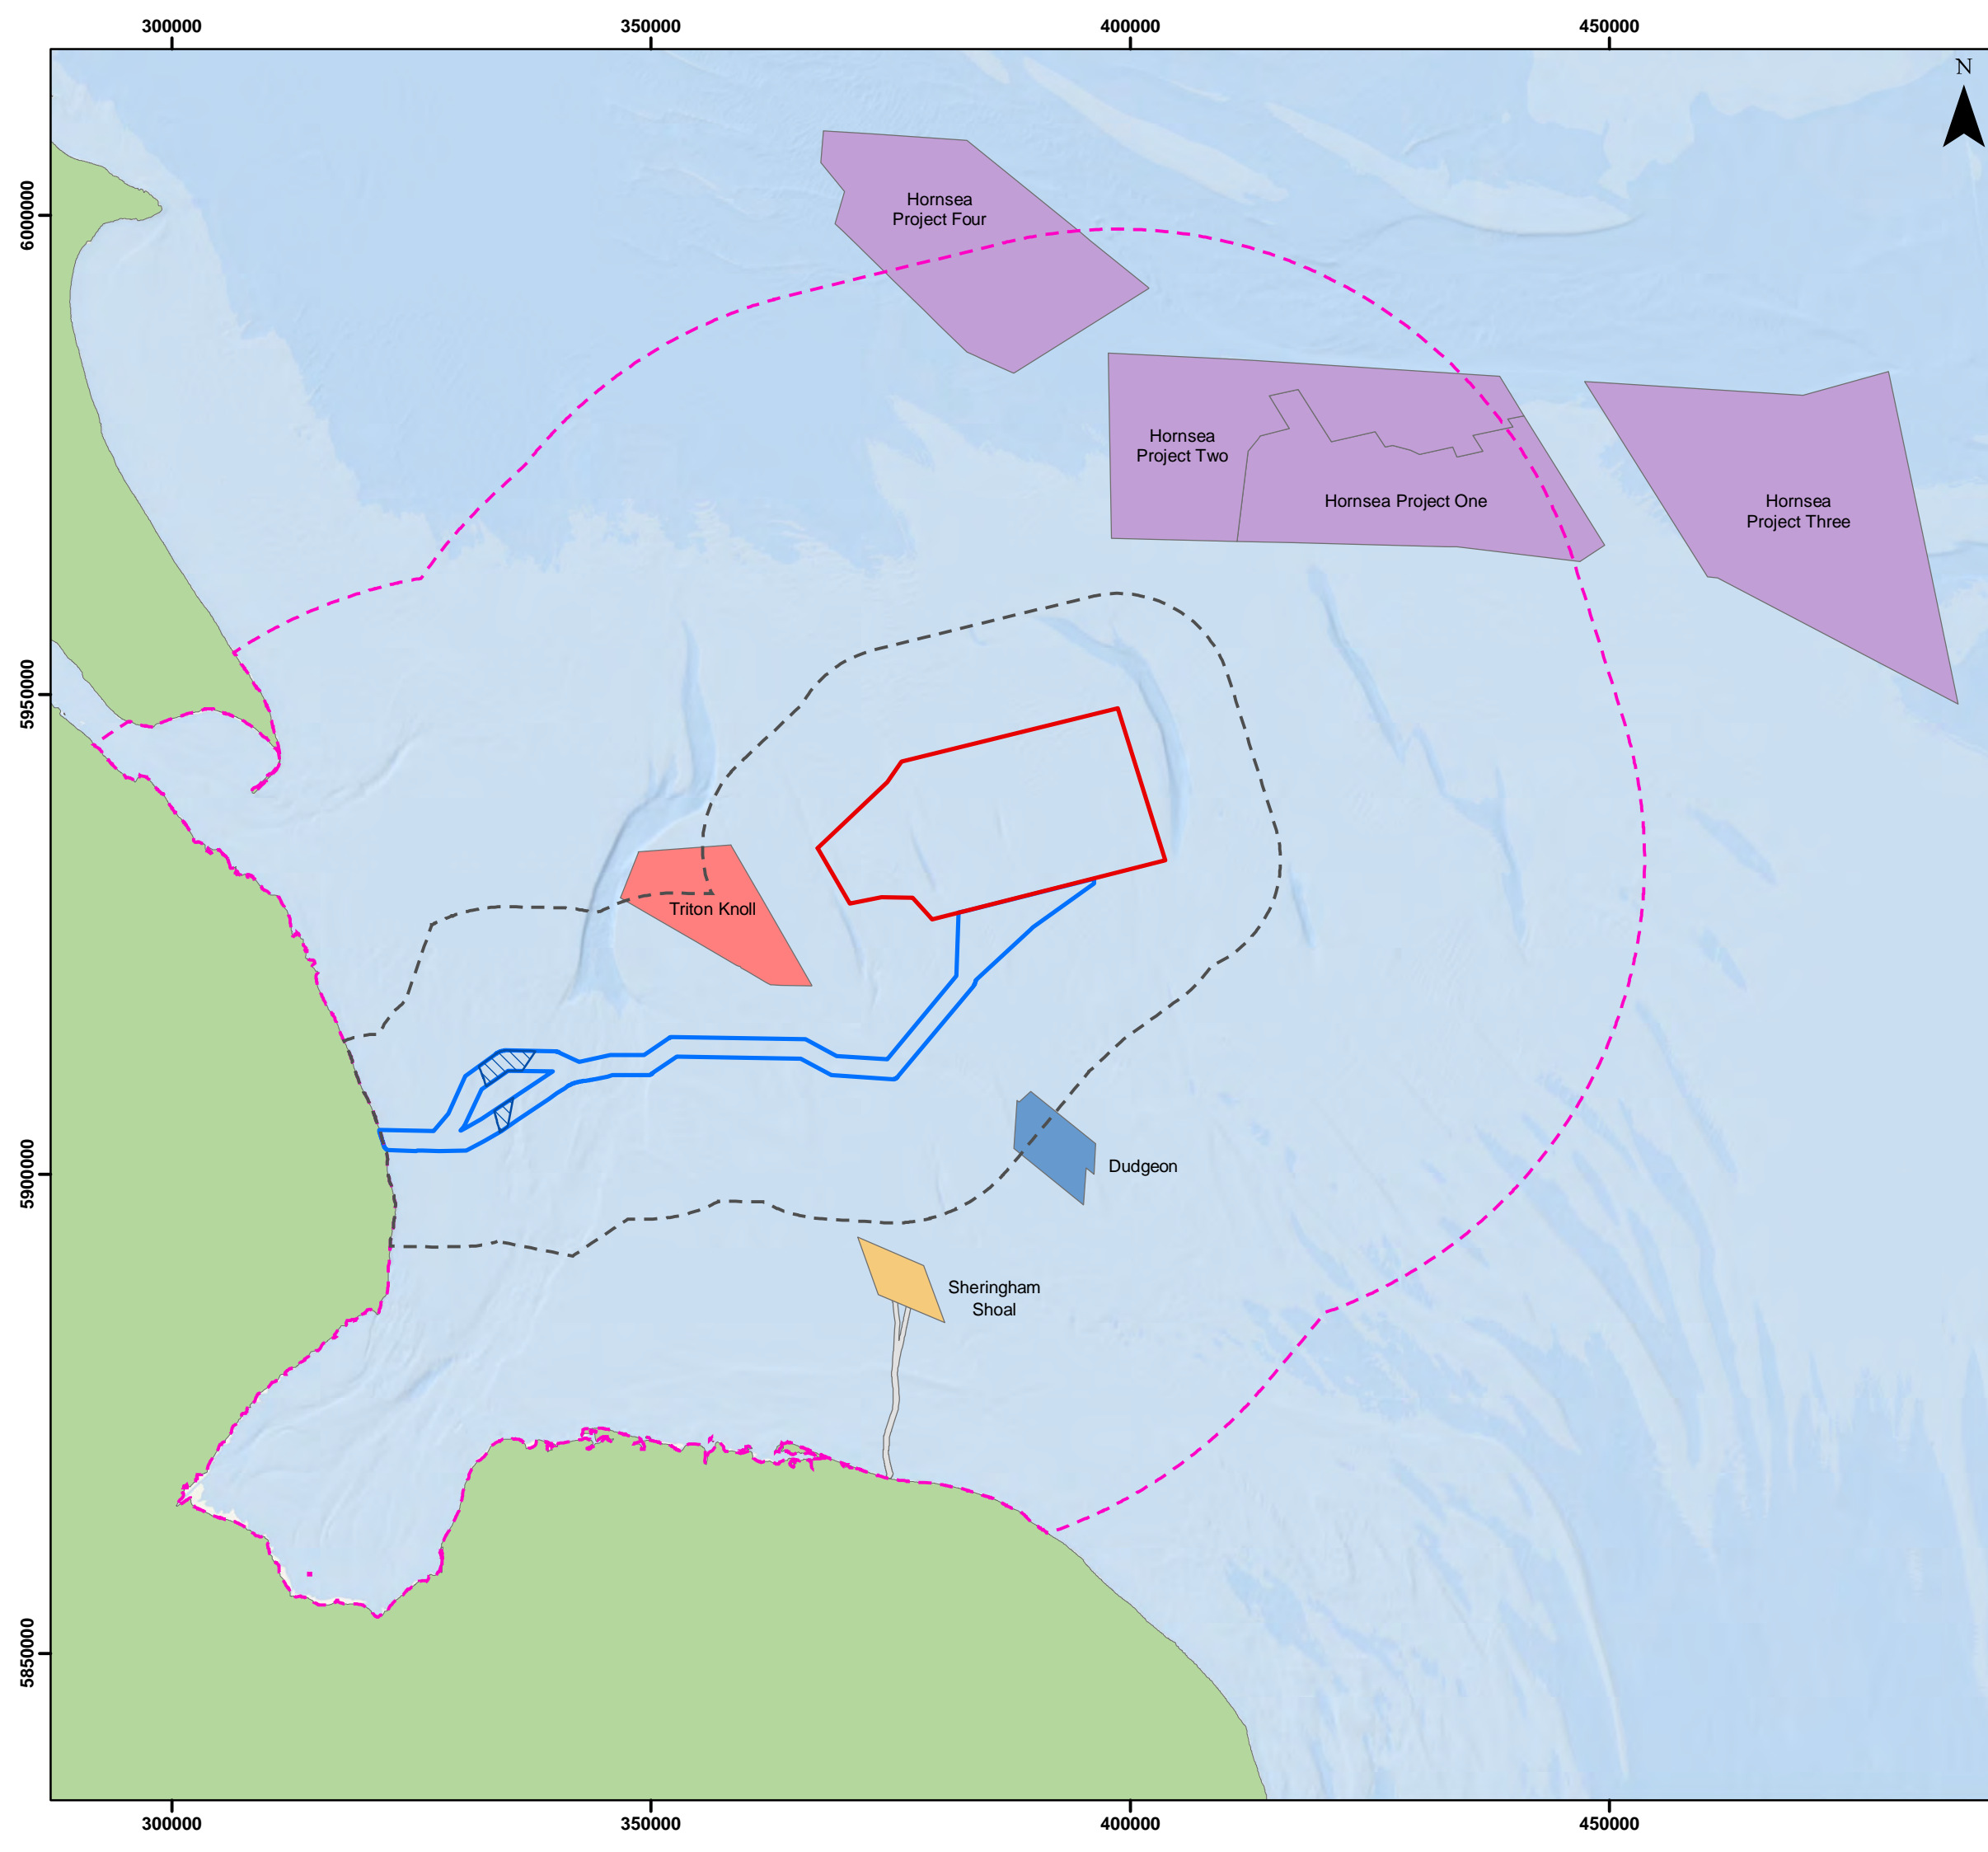 300000
350000
400000
450000
N
6000000
5950000
5900000
5850000
Hornsea
Project Four
Hornsea
Project Two
Hornsea Project One
Hornsea
Project Three
Triton Knoll
Dudgeon
Sheringham
Shoal
300000
350000
400000
450000